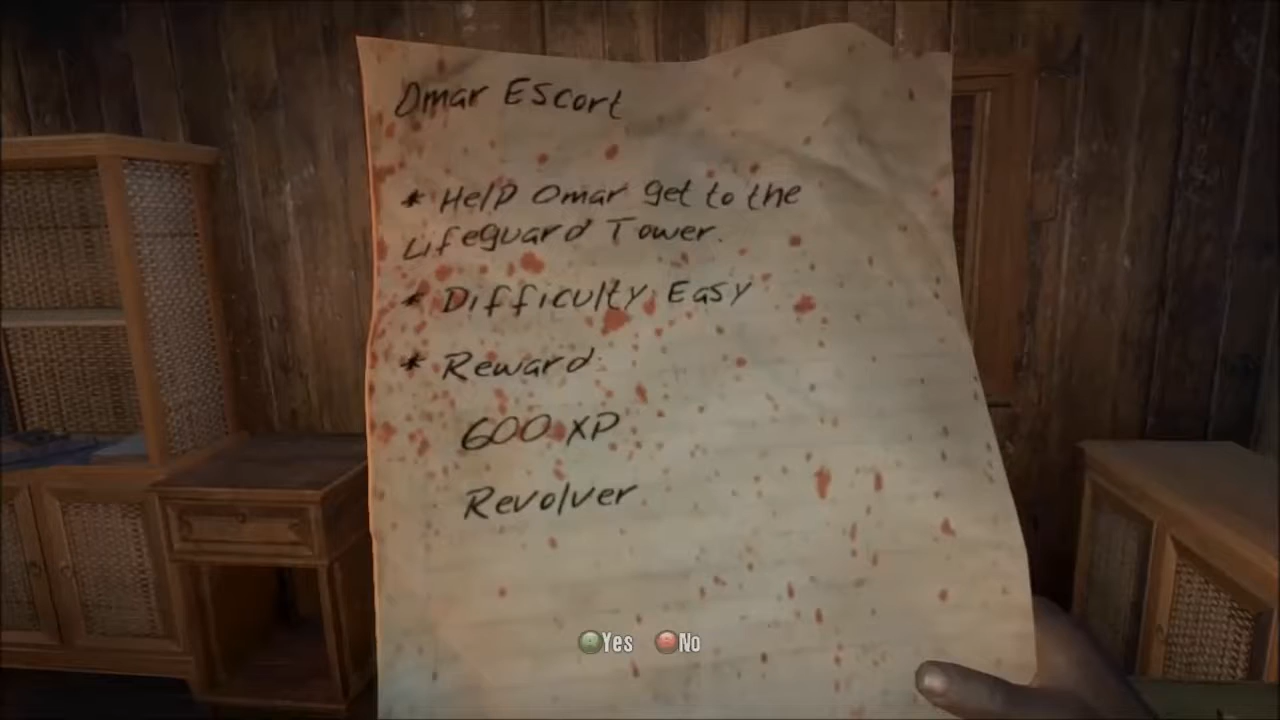 Omar Escort
* Help Omar get to the
Lifeguard Tower.
* Difficulty Easy
* Reward
600 XP
Revolver
Yes No